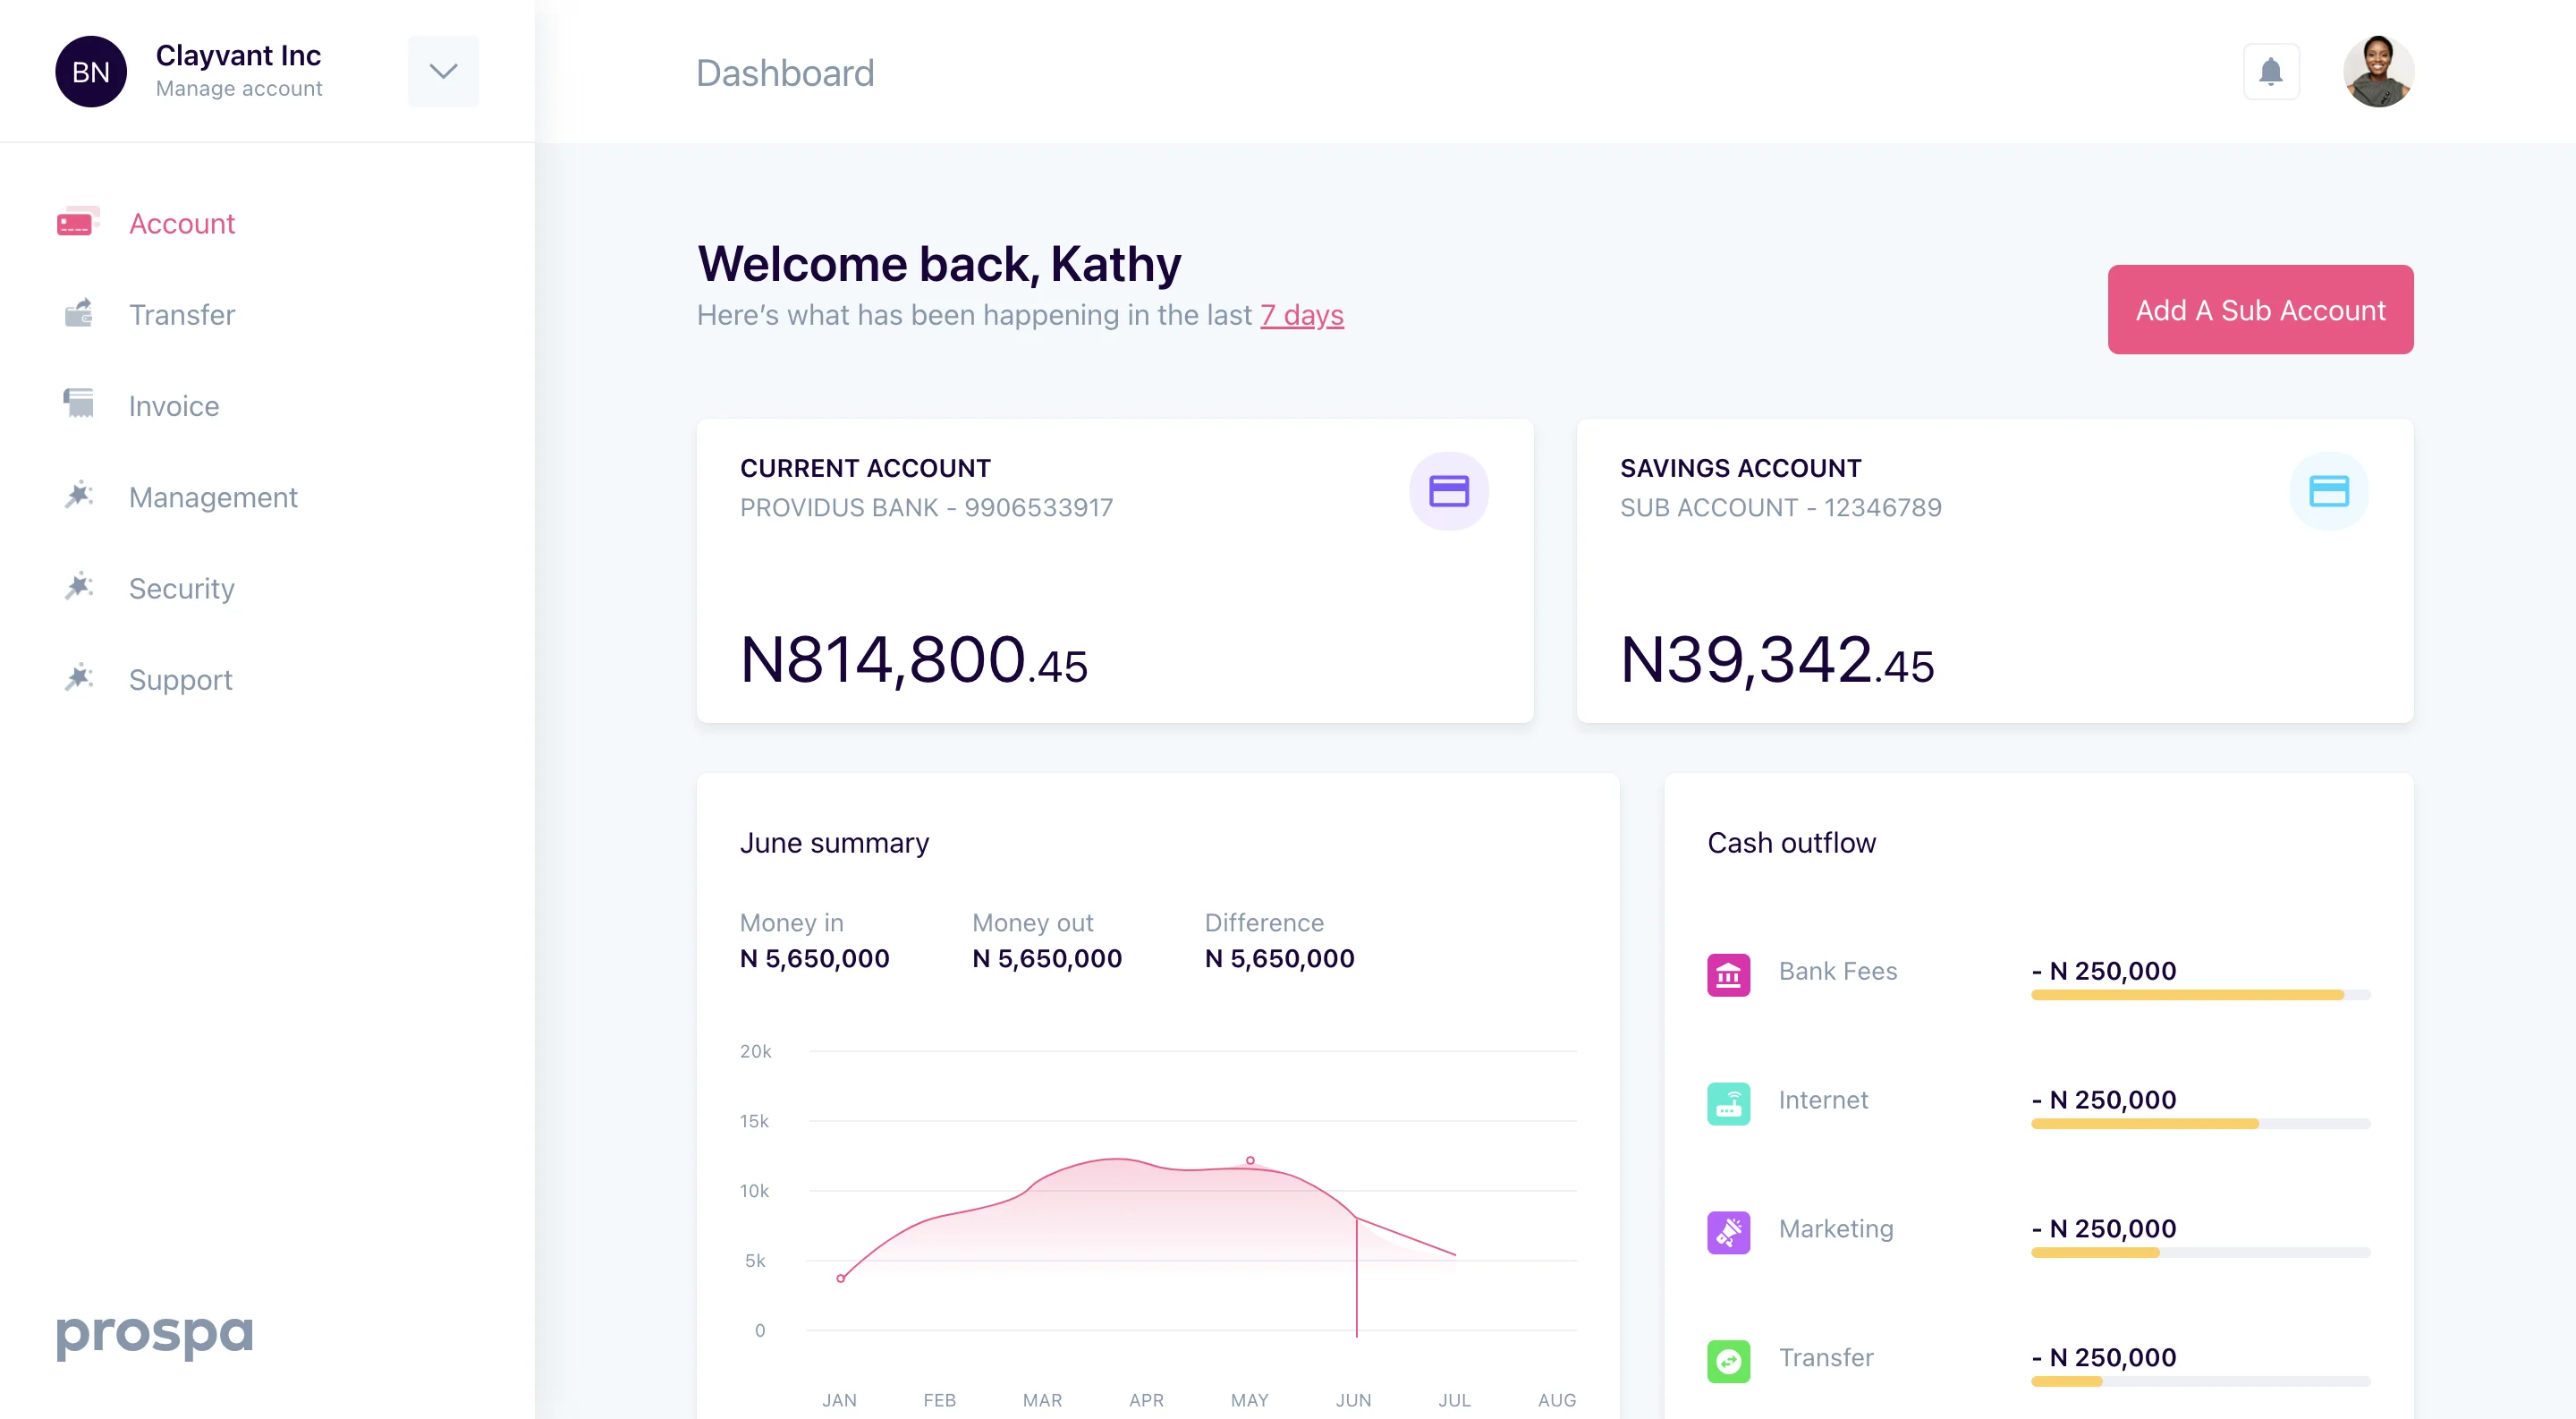 BN
Clayvant Inc
Manage account
Account
Transfer
Invoice
Management
Security
Support
prospa
Dashboard
Welcome back, Kathy
Here’s what has been happening in the last 7 days
Add A Sub Account
CURRENT ACCOUNT
PROVIDUS BANK - 9906533917
N814,800.45
SAVINGS ACCOUNT
SUB ACCOUNT - 12346789
N39,342.45
June summary
Money in
N 5,650,000
Money out
N 5,650,000
Difference
N 5,650,000
20k
15k
10k
5k
0
JAN FEB MAR APR MAY JUN JUL AUG
Cash outflow
Bank Fees
- N 250,000
Internet
- N 250,000
Marketing
- N 250,000
Transfer
- N 250,000